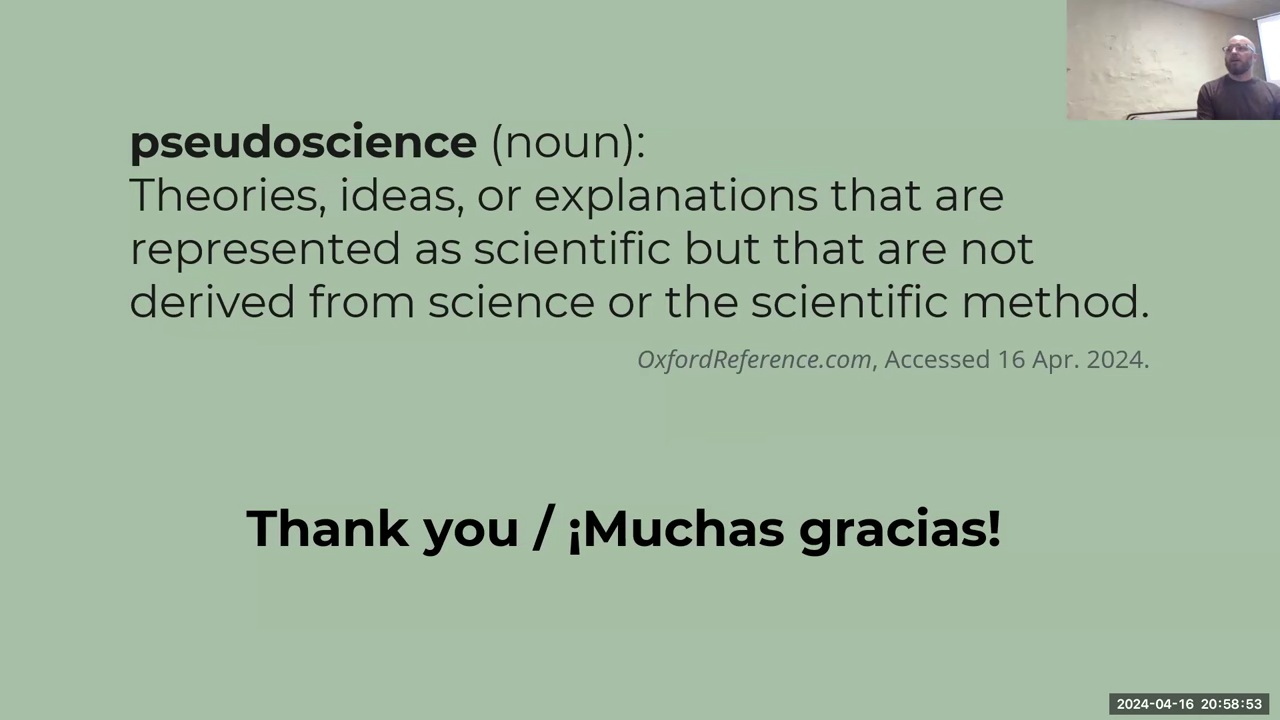 pseudoscience (noun):
Theories, ideas, or explanations that are
represented as scientific but that are not
derived from science or the scientific method.
OxfordReference.com, Accessed 16 Apr. 2024.
Thank you / ¡Muchas gracias!
2024-04-16 20:58:53